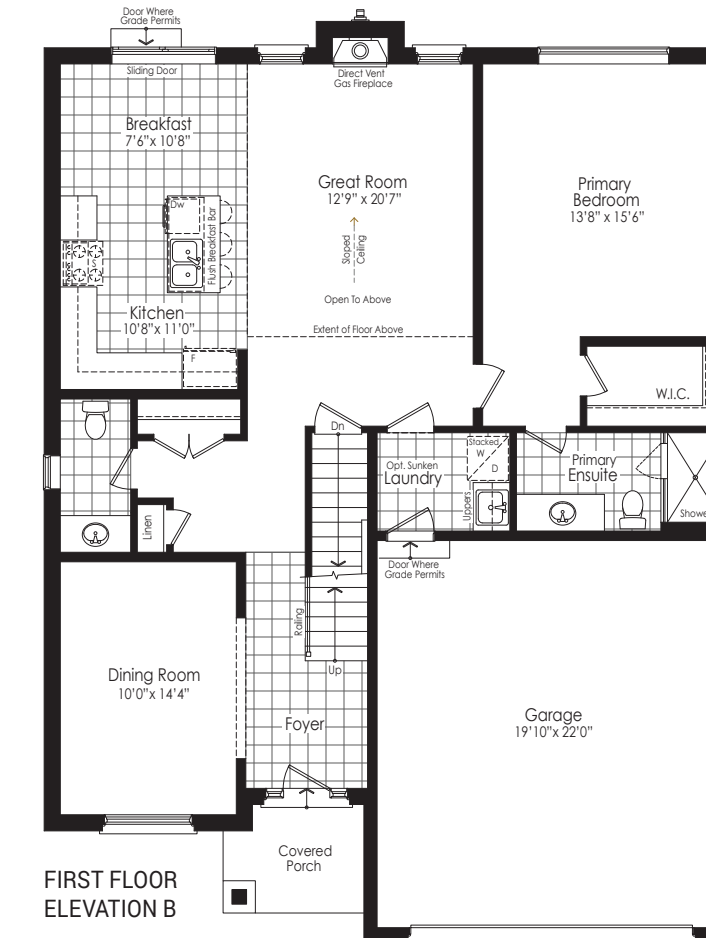 Door Where
Grade Permits
Sliding Door
Direct Vent
Gas Fireplace
Breakfast
7'6"x 10'8"
Great Room
12'9" x 20'7"
Primary
Bedroom
13'8" x 15'6"
Dw
Flush Breakfast Bar
S
Sloped
Ceiling
Open To Above
Kitchen
10'8"x 11'0"
Extent of Floor Above
F
W.I.C.
Dn
Stacked
W
D
Opt. Sunken
Laundry
Uppers
Primary
Ensuite
Showe
Linen
Door Where
Grade Permits
Railing
Up
Dining Room
10'0"x 14'4"
Foyer
Garage
19'10"x 22'0"
Covered
Porch
FIRST FLOOR
ELEVATION B